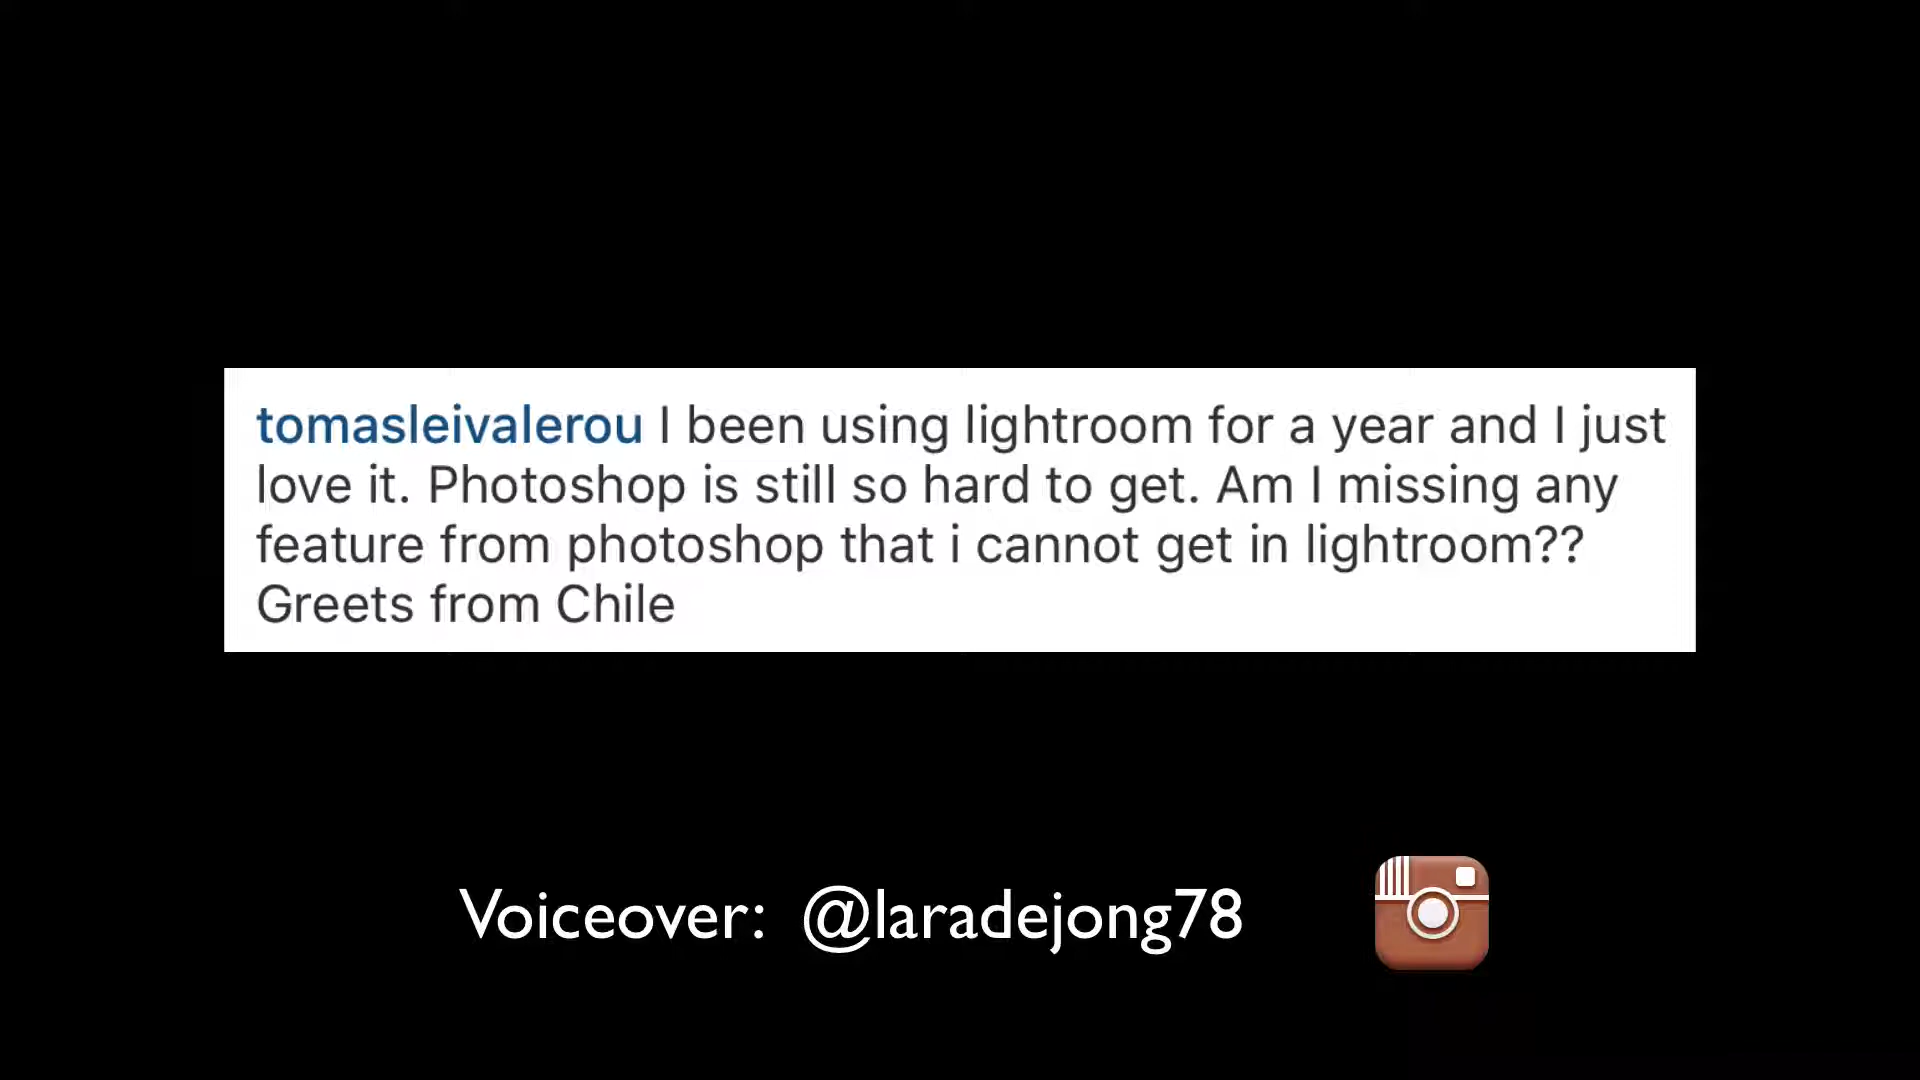 tomasleivalerou I been using lightroom for a year and I just
love it. Photoshop is still so hard to get. Am I missing any
feature from photoshop that i cannot get in lightroom??
Greets from Chile
Voiceover: @laradejong78